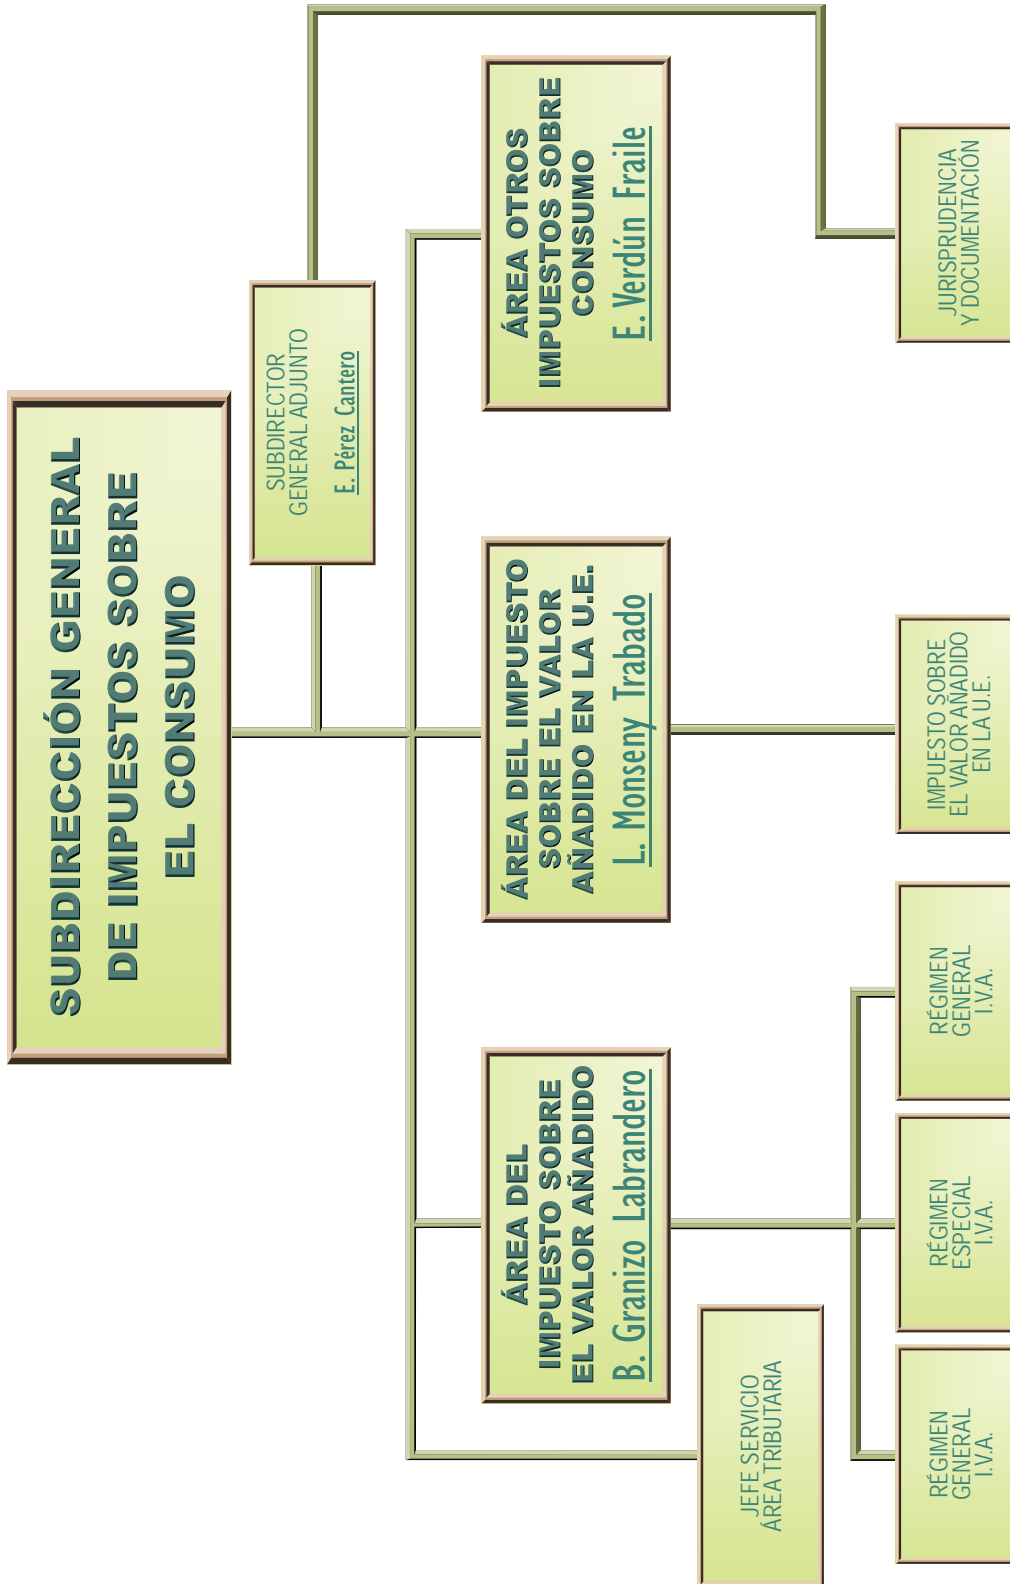 SUBDIRECCIÓN GENERAL
DE IMPUESTOS SOBRE
EL CONSUMO
SUBDIRECTOR
GENERAL ADJUNTO
E. Pérez Cantero
ÁREA DEL
IMPUESTO SOBRE
EL VALOR AÑADIDO
B. Granizo Labrandero
ÁREA DEL IMPUESTO
SOBRE EL VALOR
AÑADIDO EN LA U.E.
L. Monseny Trabado
ÁREA OTROS
IMPUESTOS SOBRE
CONSUMO
E. Verdún Fraile
JEFE SERVICIO
ÁREA TRIBUTARIA
RÉGIMEN
GENERAL
I.V.A.
RÉGIMEN
ESPECIAL
I.V.A.
RÉGIMEN
GENERAL
I.V.A.
IMPUESTO SOBRE
EL VALOR AÑADIDO
EN LA U.E.
JURISPRUDENCIA
Y DOCUMENTACIÓN